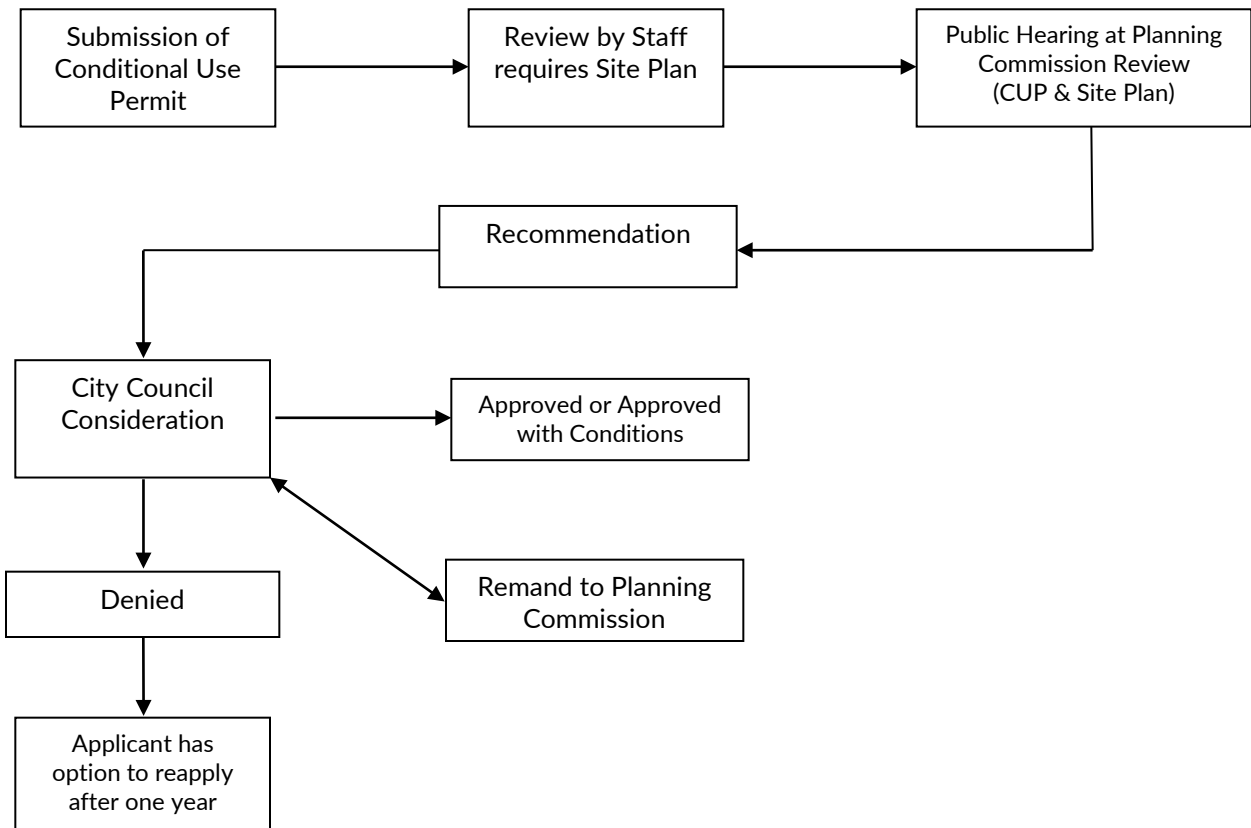 Submission of
Conditional Use
Permit
Review by Staff
requires Site Plan
Public Hearing at Planning
Commission Review
(CUP & Site Plan)
Recommendation
City Council
Consideration
Approved or Approved
with Conditions
Denied
Remand to Planning
Commission
Applicant has
option to reapply
after one year